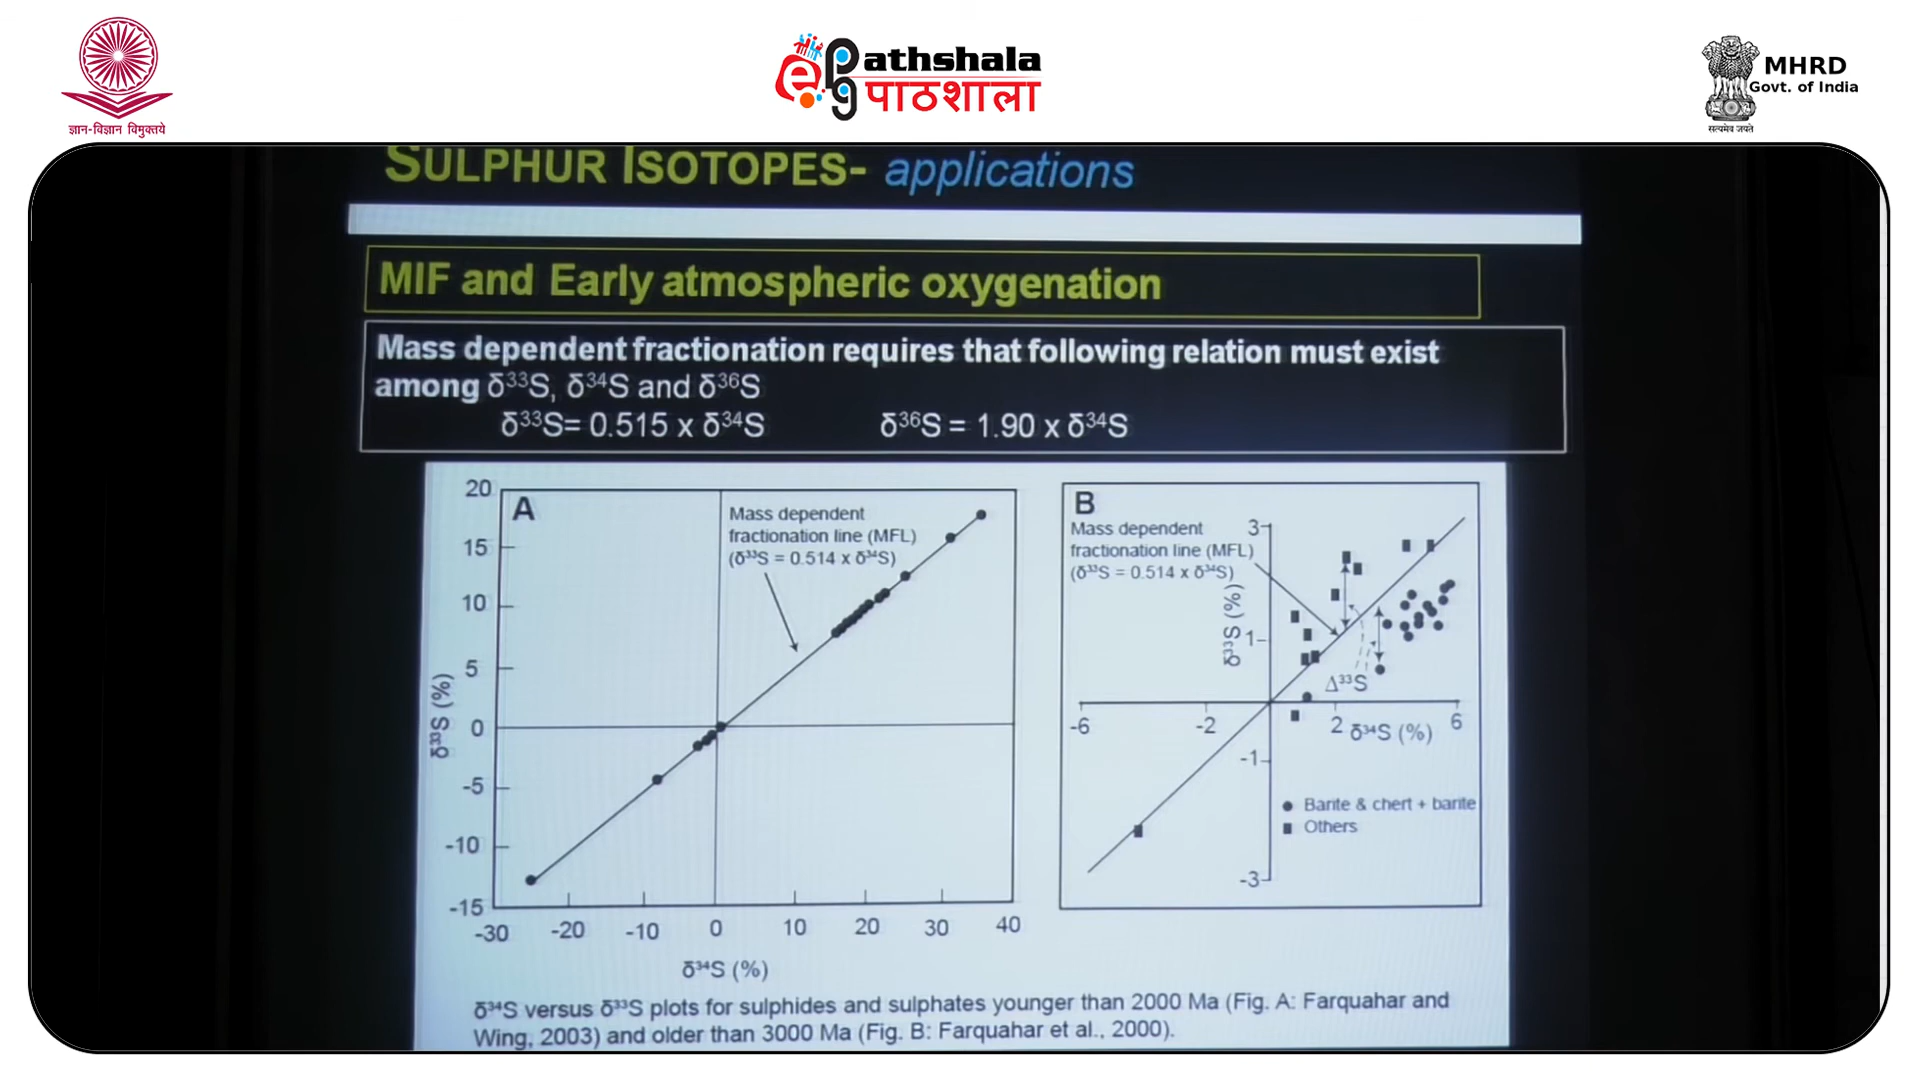 ज्ञान-विज्ञान विमुक्तये
ePathshala
पाठशाला
MHRD
Govt. of India
सत्यमेव जयते
SULPHUR ISOTOPES- applications
MIF and Early atmospheric oxygenation
Mass dependent fractionation requires that following relation must exist
among δ³³S, δ³⁴S and δ³⁶S
δ³³S= 0.515 x δ³⁴S δ³⁶S = 1.90 x δ³⁴S
A
Mass dependent
fractionation line (MFL)
(δ³³S = 0.514 x δ³⁴S)
20
15
10
5
0
-5
-10
-15
δ³³S (%)
-30 -20 -10 0 10 20 30 40
δ³⁴S (%)
B
Mass dependent
fractionation line (MFL)
(δ³³S = 0.514 x δ³⁴S)
3
δ³³S (%)
1
Δ³³S
-6 -2 2 6
δ³⁴S (%)
-1
Barite & chert + barite
Others
-3
δ³⁴S versus δ³³S plots for sulphides and sulphates younger than 2000 Ma (Fig. A: Farquahar and
Wing, 2003) and older than 3000 Ma (Fig. B: Farquahar et al., 2000).